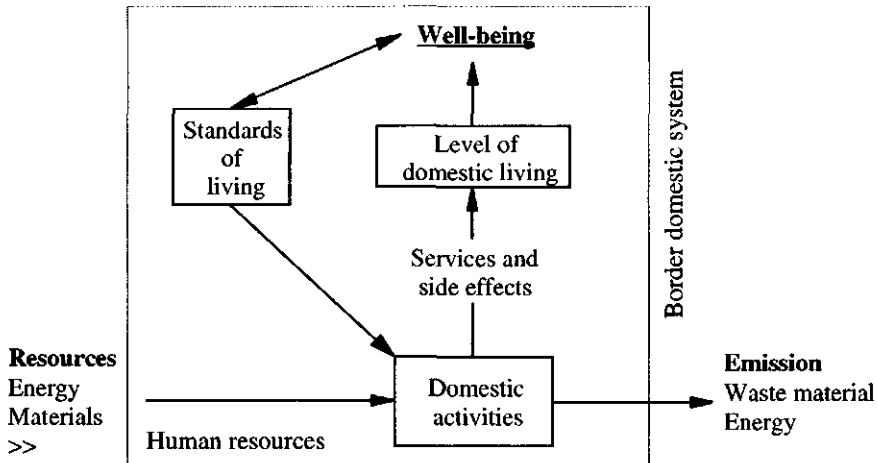 Well-being
Standards
of
living
Level of
domestic living
Border domestic system
Services and
side effects
Resources
Energy
Materials
>>
Human resources
Domestic
activities
Emission
Waste material
Energy